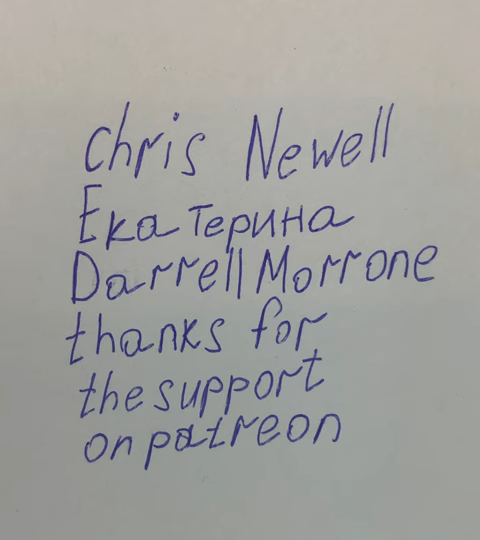 Chris Newell
Екатерина
Darrell Morrone
thanks for
the support
on patreon